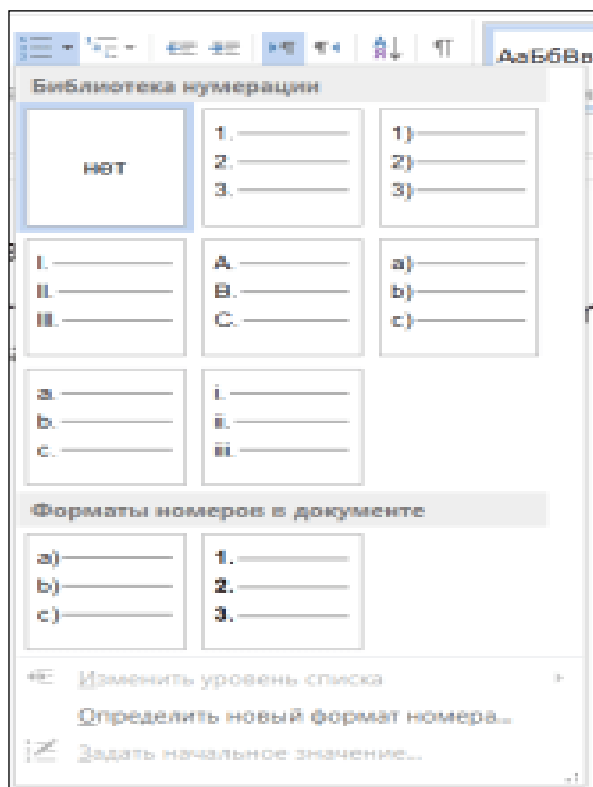 АаБбВв
Библиотека нумерации
нет
1.
2.
3.
1)
2)
3)
I.
II.
III.
A.
B.
C.
a)
b)
c)
a.
b.
c.
i.
ii.
iii.
Форматы номеров в документе
a)
b)
c)
1.
2.
3.
Изменить уровень списка
Определить новый формат номера...
Задать начальное значение...